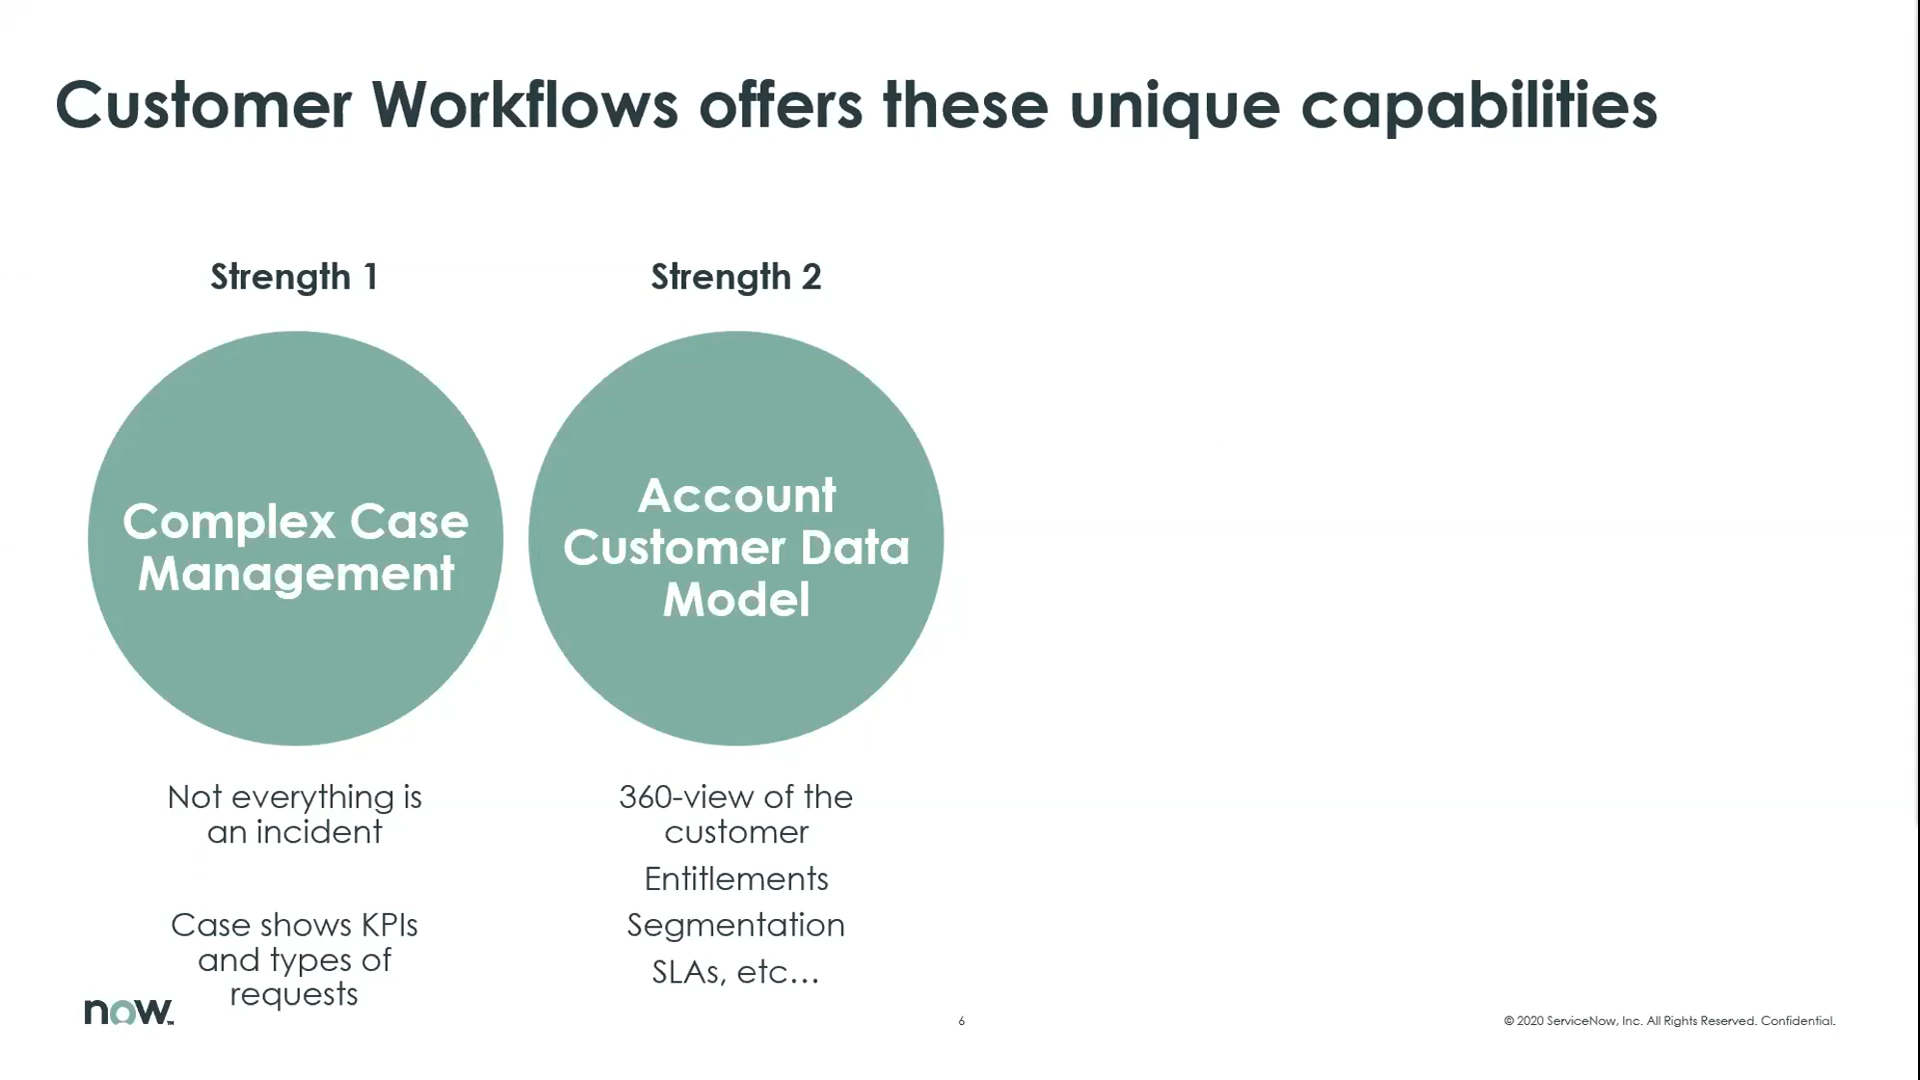 Customer Workflows offers these unique capabilities
Strength 1
Complex Case
Management
Not everything is
an incident
Case shows KPIs
and types of
requests
Strength 2
Account
Customer Data
Model
360-view of the
customer
Entitlements
Segmentation
SLAs, etc…
now™
6
© 2020 ServiceNow, Inc. All Rights Reserved. Confidential.